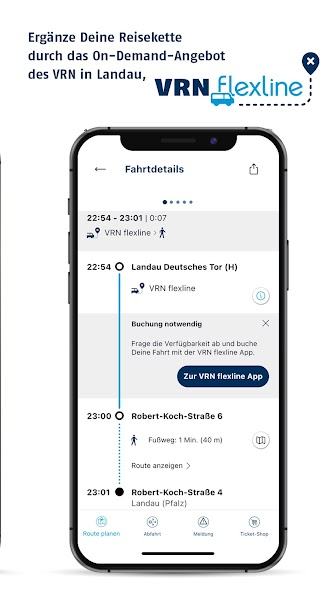 Ergänze Deine Reisekette
durch das On-Demand-Angebot
des VRN in Landau,
VRN flexline
Fahrtdetails
22:54 - 23:01 | 0:07
VRN flexline
22:54 Landau Deutsches Tor (H)
VRN flexline
Buchung notwendig
Frage die Verfügbarkeit ab und buche
Deine Fahrt mit der VRN flexline App.
Zur VRN flexline App
23:00 Robert-Koch-Straße 6
Fußweg: 1 Min. (40 m)
Route anzeigen
23:01 Robert-Koch-Straße 4
Landau (Pfalz)
Route planen Abfahrt Meldung Ticket-Shop